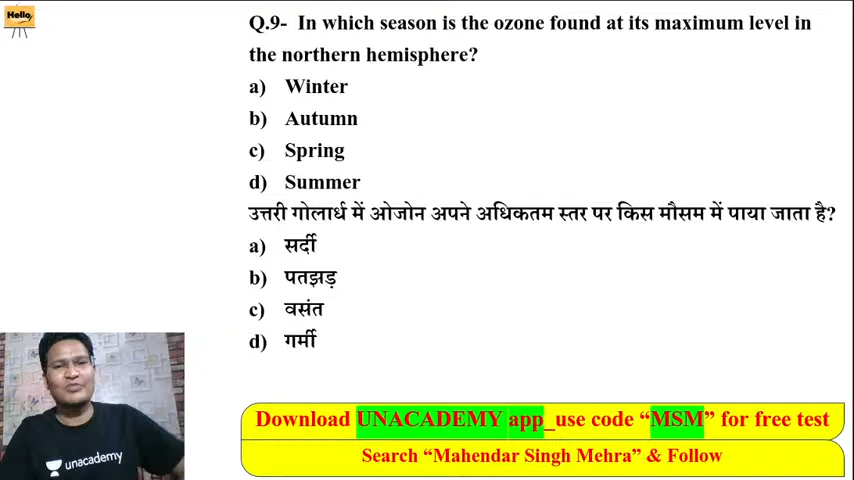 Hello
Q.9- In which season is the ozone found at its maximum level in
the northern hemisphere?
a) Winter
b) Autumn
c) Spring
d) Summer
उत्तरी गोलार्ध में ओजोन अपने अधिकतम स्तर पर किस मौसम में पाया जाता है?
a) सर्दी
b) पतझड़
c) वसंत
d) गर्मी
unacademy
Download UNACADEMY app_use code “MSM” for free test
Search “Mahendar Singh Mehra” & Follow